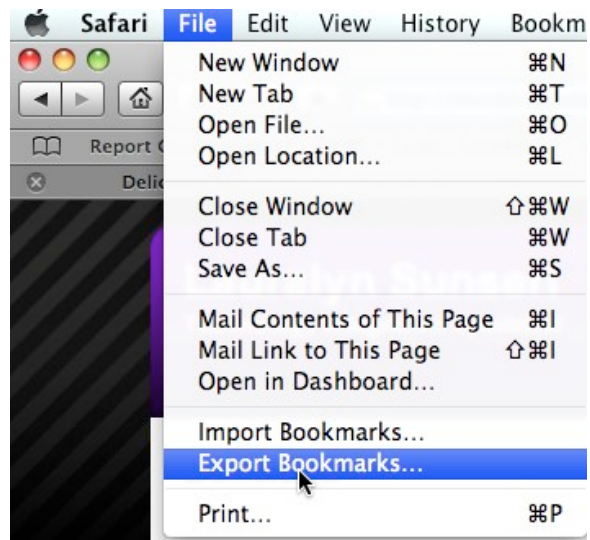 Safari File Edit View History Bookm
New Window ⌘N
New Tab ⌘T
Open File... ⌘O
Report
Open Location... ⌘L
Delic
Close Window ⇧⌘W
Close Tab ⌘W
Save As... ⌘S
Mail Contents of This Page ⌘I
Mail Link to This Page ⇧⌘I
Open in Dashboard...
Import Bookmarks...
Export Bookmarks...
Print... ⌘P